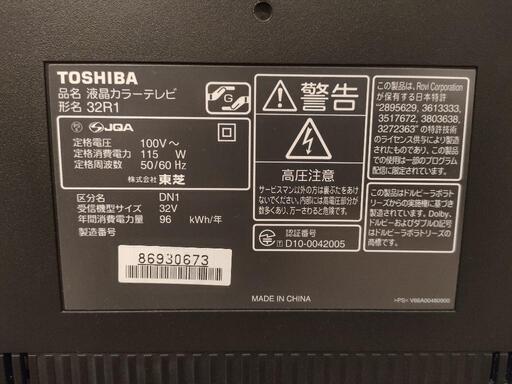 TOSHIBA
品名 液晶カラーテレビ
形名 32R1
G
JQA
定格電圧 100V～
定格消費電力 115 W
定格周波数 50/60 Hz
株式会社 東芝
区分名 DN1
受信機型サイズ 32V
年間消費電力量 96 kWh/年
製造番号
86930673
警告
高圧注意
サービスマン以外の方は裏ぶたをあけな
いでください。内部には高電圧部分が
数多くあり、万一さわると危険です。
認証番号
D10-0042005
MADE IN CHINA
この製品は、Rovi Corporation
が保有する日本特許
"2895629, 3613333,
3517672, 3803638,
3272363" の特許技術
のライセンス供与により製造
されたものであり、この製品
で使用は一部のプログラム
視聴に制限されます。
この製品はドルビーラボラト
リーズからの実施権に基づ
き製造されています。Dolby、
ドルビー及びダブルD記号は
ドルビーラボラトリーズの商
標である。
>PS< V66A00460900